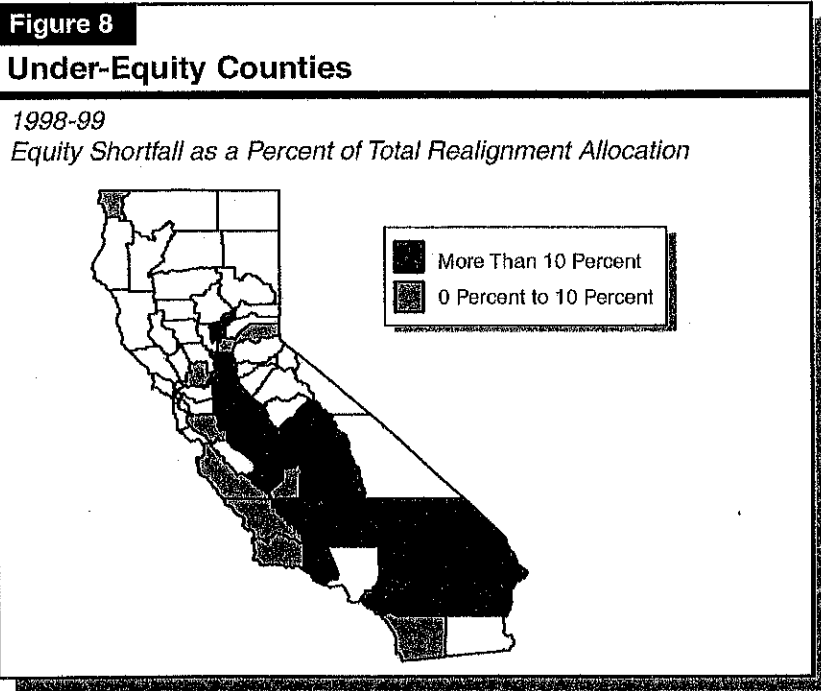 Figure 8
Under-Equity Counties
1998-99
Equity Shortfall as a Percent of Total Realignment Allocation
More Than 10 Percent
0 Percent to 10 Percent